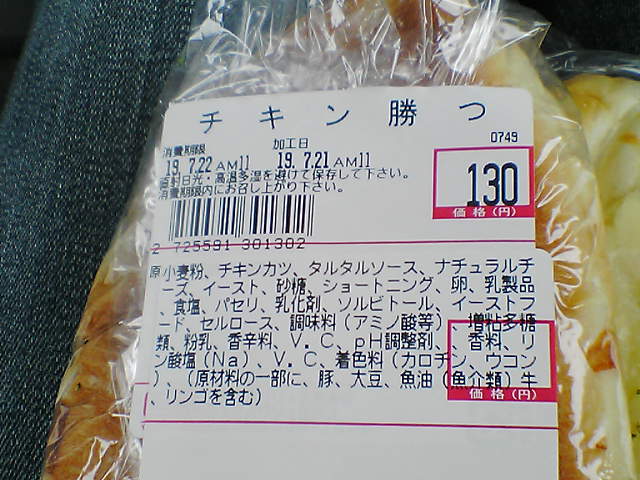 チキン勝つ
0749
消費期限 加工日
19.7.22 AM11 19.7.21 AM11
直射日光・高温多湿を避けて保存して下さい。
消費期限内にお召し上がり下さい。
130
価格(円)
2 725591 301302
原小麦粉、チキンカツ、タルタルソース、ナチュラルチ
ーズ、イースト、砂糖、ショートニング、卵、乳製品
、食塩、パセリ、乳化剤、ソルビトール、イーストフ
ード、セルロース、調味料(アミノ酸等)、増粘多糖
類、粉乳、香辛料、V.C、pH調整剤、、香料、リ
ン酸塩(Na)、V.C、着色料(カロチン、ウコン
)、(原材料の一部に、豚、大豆、魚油(魚介類)牛
、リンゴを含む)
価格(円)